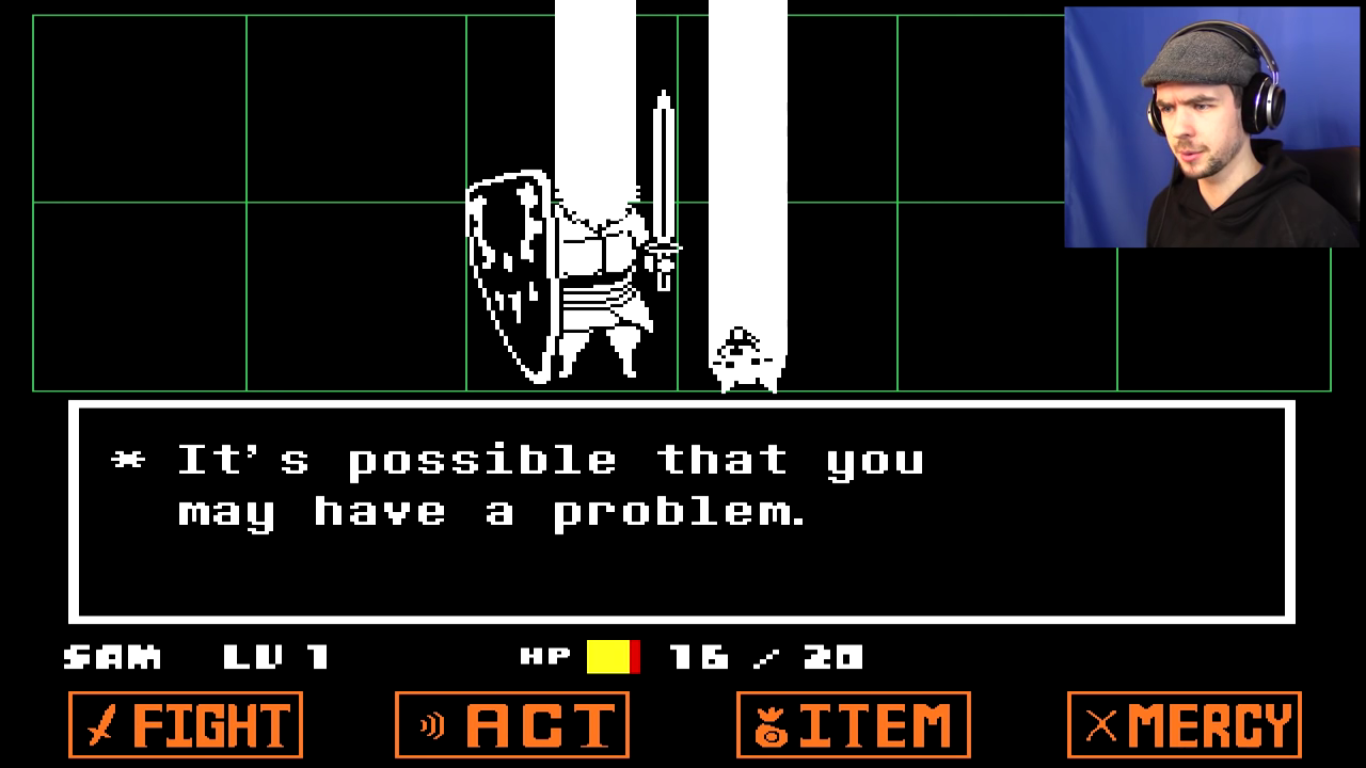 * It's possible that you
may have a problem.
SAM LV 1 HP 16 / 20
FIGHT ACT ITEM MERCY